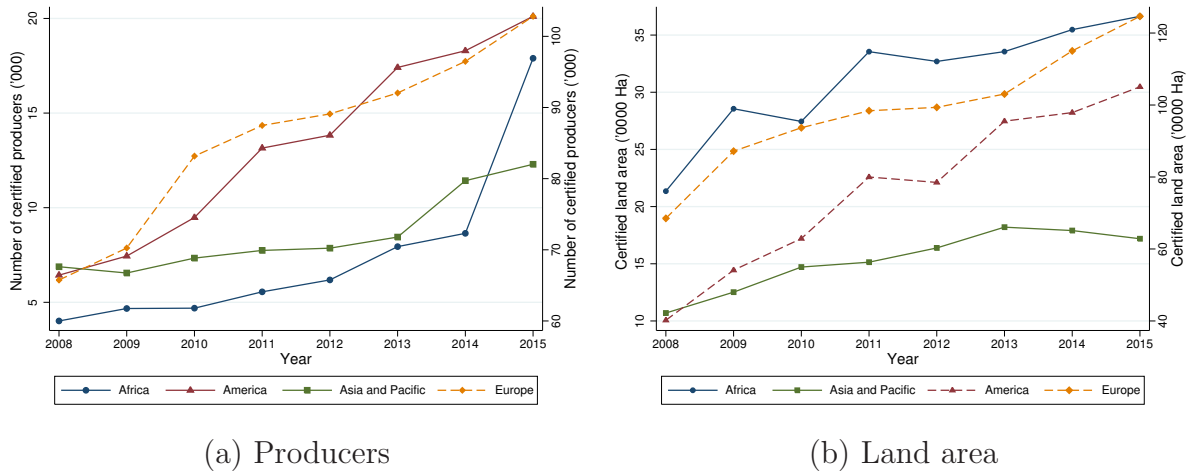 Number of certified producers ('000)
20
15
10
5
Number of certified producers ('000)
100
90
80
70
60
2008 2009 2010 2011 2012 2013 2014 2015
Year
Africa America Asia and Pacific Europe
(a) Producers
Certified land area ('0000 Ha)
35
30
25
20
15
10
Certified land area ('0000 Ha)
120
100
80
60
40
2008 2009 2010 2011 2012 2013 2014 2015
Year
Africa Asia and Pacific America Europe
(b) Land area